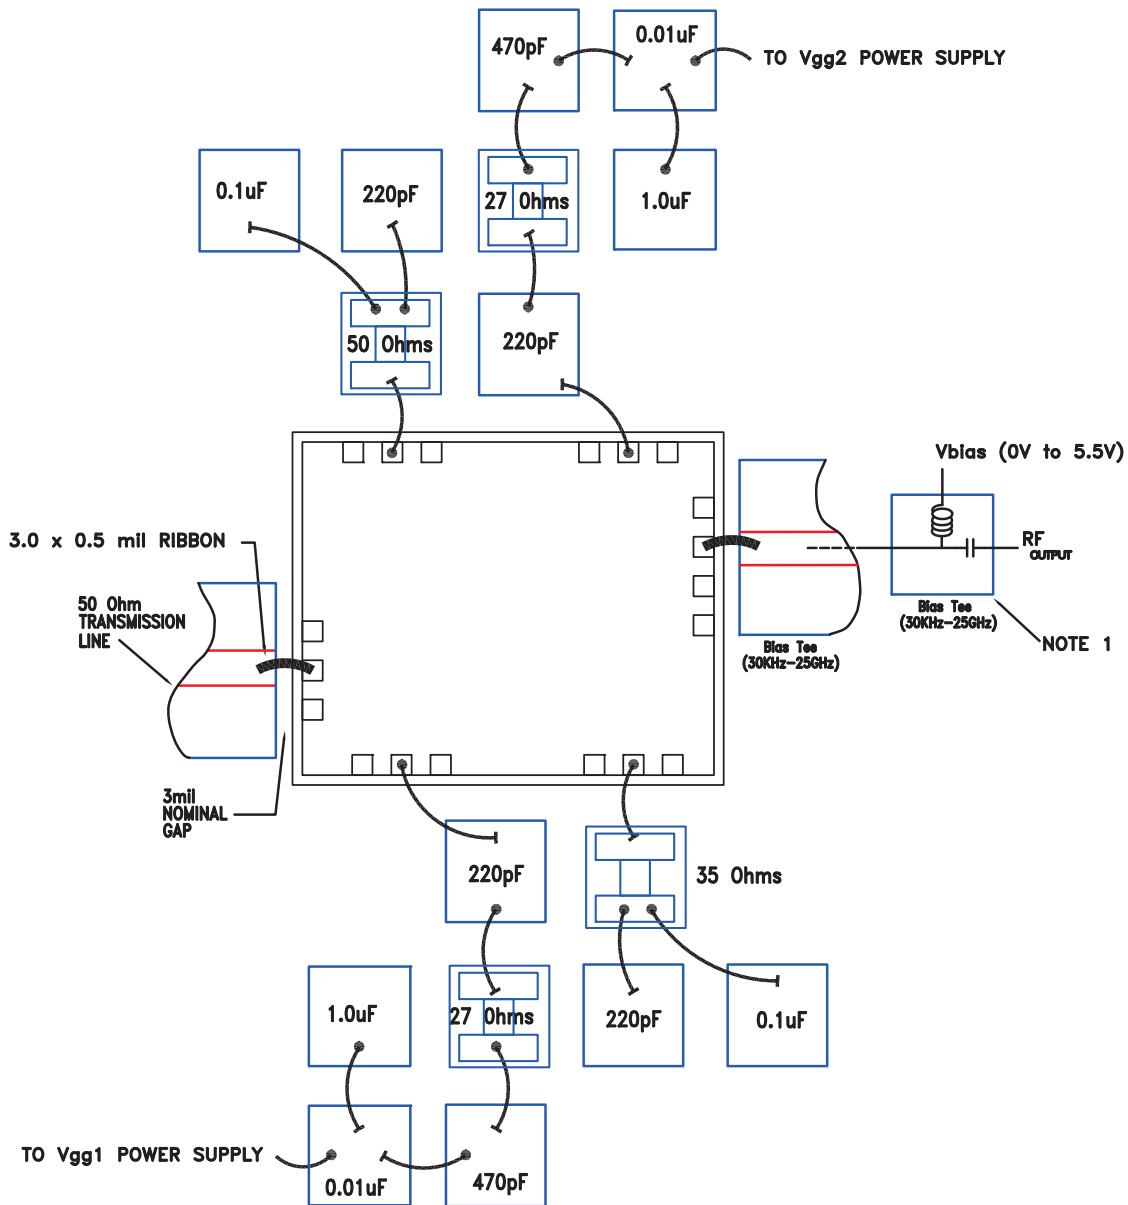 470pF
0.01uF
TO Vgg2 POWER SUPPLY
0.1uF
220pF
27 Ohms
1.0uF
50 Ohms
220pF
Vbias (0V to 5.5V)
3.0 x 0.5 mil RIBBON
RF
OUTPUT
50 Ohm
TRANSMISSION
LINE
Bias Tee
(30KHz-25GHz)
NOTE 1
Bias Tee
(30KHz-25GHz)
3mil
NOMINAL
GAP
220pF
35 Ohms
1.0uF
27 Ohms
220pF
0.1uF
TO Vgg1 POWER SUPPLY
0.01uF
470pF